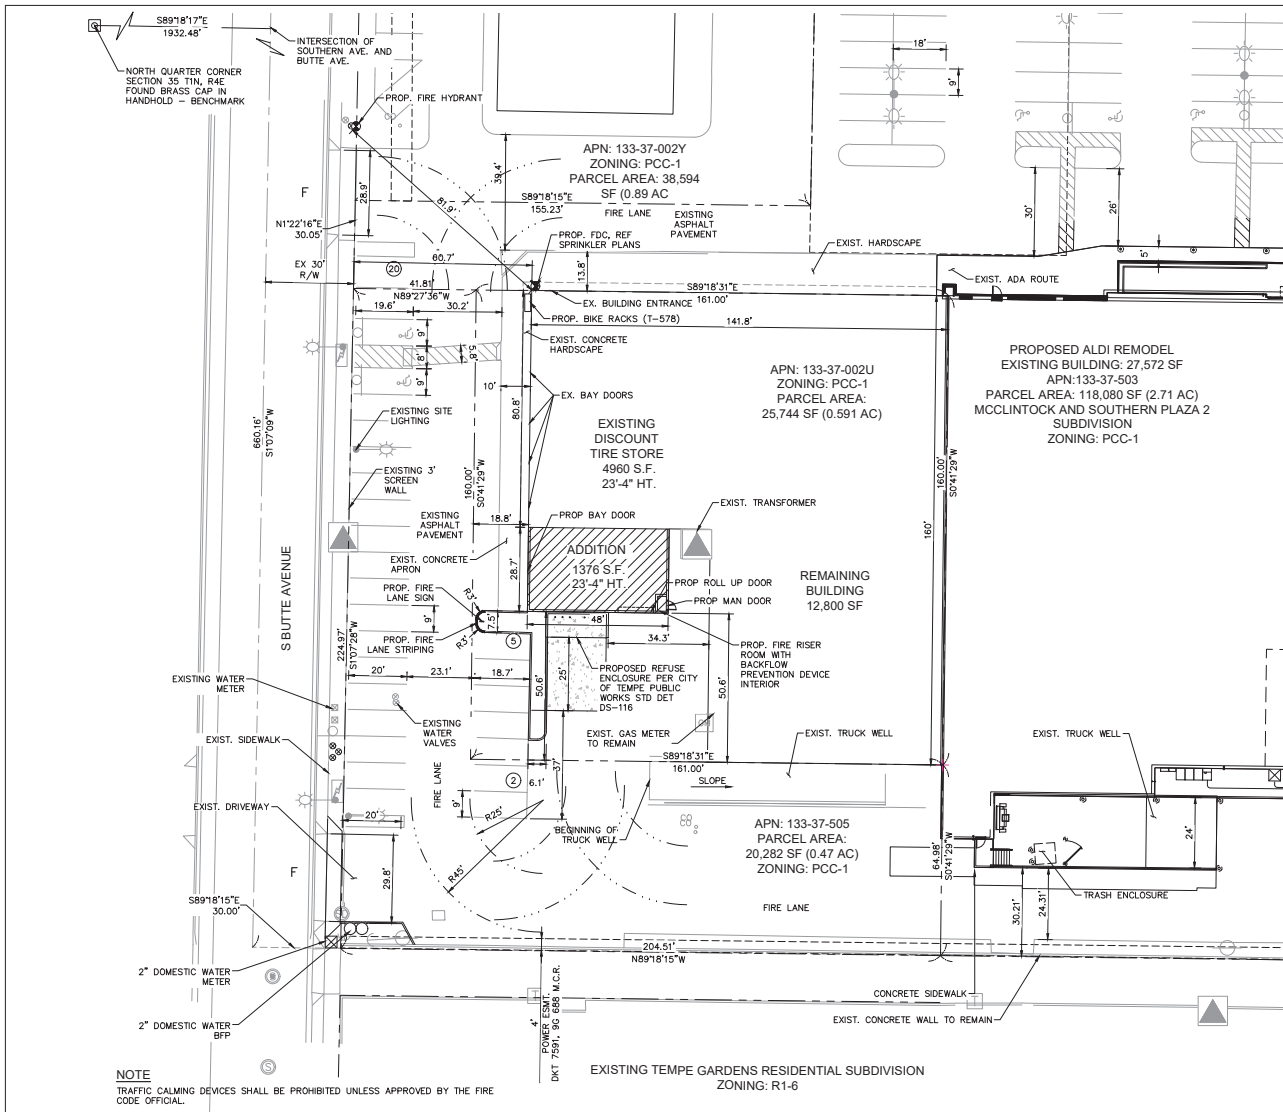 S89°18'17"E
1932.48'
INTERSECTION OF
SOUTHERN AVE. AND
BUTTE AVE.
NORTH QUARTER CORNER
SECTION 35 T1N, R4E
FOUND BRASS CAP IN
HANDHOLD – BENCHMARK
PROP. FIRE HYDRANT
18'
9'
APN: 133-37-002Y
ZONING: PCC-1
PARCEL AREA: 38,594
SF (0.89 AC
39.4'
28.9'
81.9'
F
S89°18'15"E
155.23'
FIRE LANE
EXISTING
ASPHALT
PAVEMENT
30'
26'
N1°22'16"E
30.05'
PROP. FDC, REF
SPRINKLER PLANS
EXIST. HARDSCAPE
5'
EX 30'
R/W
60.7'
20
13.8'
EXIST. ADA ROUTE
41.81'
N89°27'36"W
S89°18'31"E
161.00'
EX. BUILDING ENTRANCE
19.6'
30.2'
PROP. BIKE RACKS (T-578)
141.8'
EXIST. CONCRETE
HARDSCAPE
9'
8'
9'
5.8'
10'
80.8'
EX. BAY DOORS
PROPOSED ALDI REMODEL
EXISTING BUILDING: 27,572 SF
APN:133-37-503
PARCEL AREA: 118,080 SF (2.71 AC)
MCCLINTOCK AND SOUTHERN PLAZA 2
SUBDIVISION
ZONING: PCC-1
APN: 133-37-002U
ZONING: PCC-1
PARCEL AREA:
25,744 SF (0.591 AC)
EXISTING SITE
LIGHTING
EXISTING
DISCOUNT
TIRE STORE
4960 S.F.
23'-4" HT.
660.16'
S1°07'09"W
EXISTING 3'
SCREEN
WALL
160.00'
S0°41'29"W
160.00'
S0°41'29"W
160'
EXISTING
ASPHALT
PAVEMENT
18.8'
PROP BAY DOOR
EXIST. TRANSFORMER
S BUTTE AVENUE
EXIST. CONCRETE
APRON
28.7'
ADDITION
1376 S.F.
23'-4" HT.
PROP ROLL UP DOOR
PROP MAN DOOR
REMAINING
BUILDING
12,800 SF
PROP. FIRE
LANE SIGN
R3'
7.5'
R3'
9'
48'
PROP. FIRE
LANE STRIPING
5
34.3'
PROP. FIRE RISER
ROOM WITH
BACKFLOW
PREVENTION DEVICE
INTERIOR
224.97'
S1°07'28"W
20'
23.1'
18.7'
50.6'
25'
PROPOSED REFUSE
ENCLOSURE PER CITY
OF TEMPE PUBLIC
WORKS STD DET
DS-116
50.6'
EXISTING WATER
METER
EXISTING
WATER
VALVES
EXIST. GAS METER
TO REMAIN
EXIST. TRUCK WELL
EXIST. TRUCK WELL
EXIST. SIDEWALK
S89°18'31"E
161.00'
37'
2
6.1'
SLOPE
FIRE LANE
9'
EXIST. DRIVEWAY
20'
R25'
BEGINNING OF
TRUCK WELL
APN: 133-37-505
PARCEL AREA:
20,282 SF (0.47 AC)
ZONING: PCC-1
24'
64.98'
S0°41'29"W
R45'
F
29.8'
TRASH ENCLOSURE
S89°18'15"E
30.00'
FIRE LANE
30.21'
24.31'
204.51'
N89°18'15"W
2" DOMESTIC WATER
METER
CONCRETE SIDEWALK
EXIST. CONCRETE WALL TO REMAIN
2" DOMESTIC WATER
BFP
4'
POWER ESMT.
DKT 7591, 9G 688 M.C.R.
S
EXISTING TEMPE GARDENS RESIDENTIAL SUBDIVISION
ZONING: R1-6
NOTE
TRAFFIC CALMING DEVICES SHALL BE PROHIBITED UNLESS APPROVED BY THE FIRE
CODE OFFICIAL.